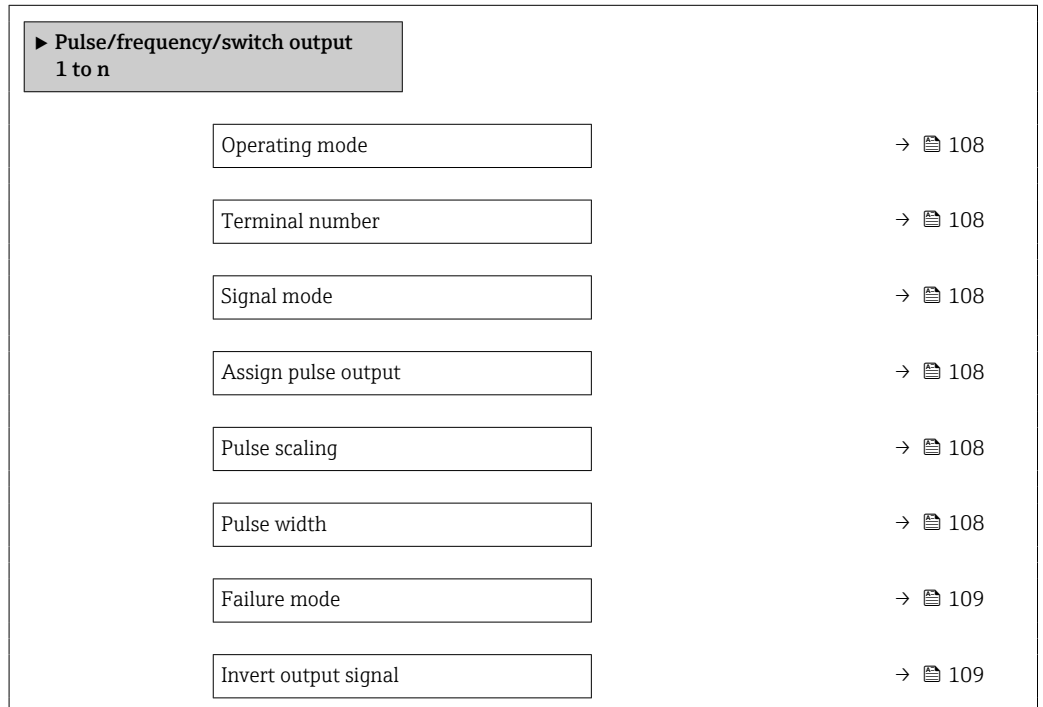 ► Pulse/frequency/switch output
1 to n
Operating mode → 108
Terminal number → 108
Signal mode → 108
Assign pulse output → 108
Pulse scaling → 108
Pulse width → 108
Failure mode → 109
Invert output signal → 109